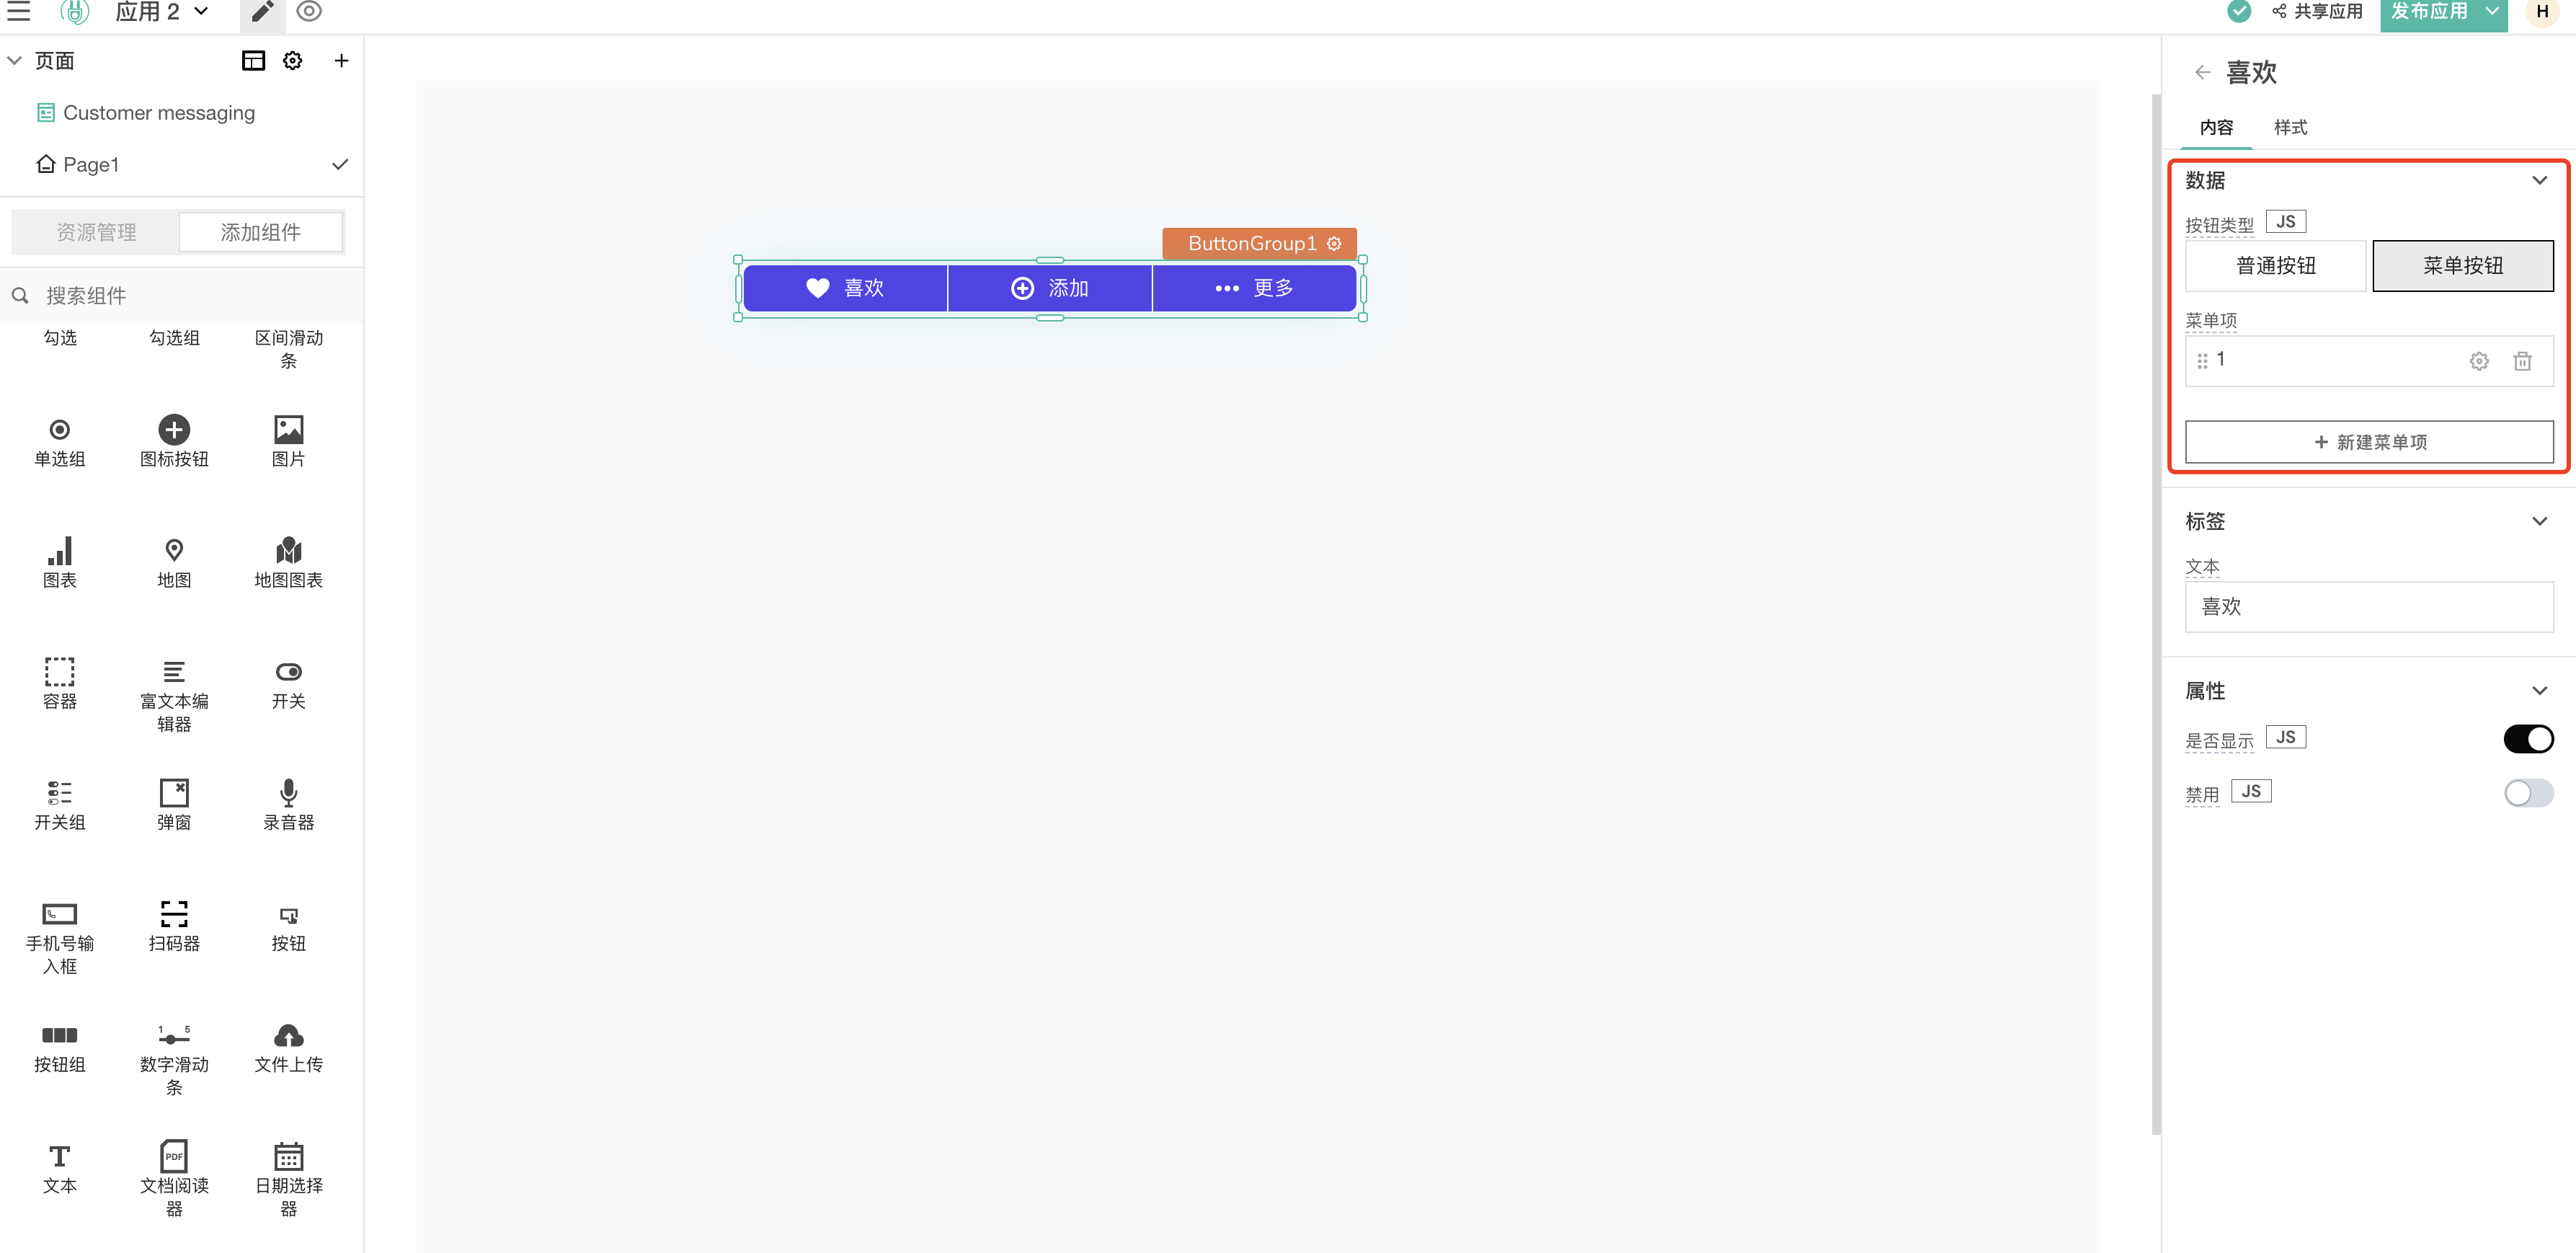 应用 2
共享应用
发布应用
H
页面
Customer messaging
Page1
资源管理
添加组件
搜索组件
勾选
勾选组
区间滑动
条
单选组
图标按钮
图片
图表
地图
地图图表
容器
富文本编
辑器
开关
开关组
弹窗
录音器
手机号输
入框
扫码器
按钮
按钮组
1 5
数字滑动
条
文件上传
T
文本
PDF
文档阅读
器
日期选择
器
ButtonGroup1
喜欢
添加
更多
喜欢
内容
样式
数据
按钮类型
JS
普通按钮
菜单按钮
菜单项
1
+ 新建菜单项
标签
文本
喜欢
属性
是否显示
JS
禁用
JS